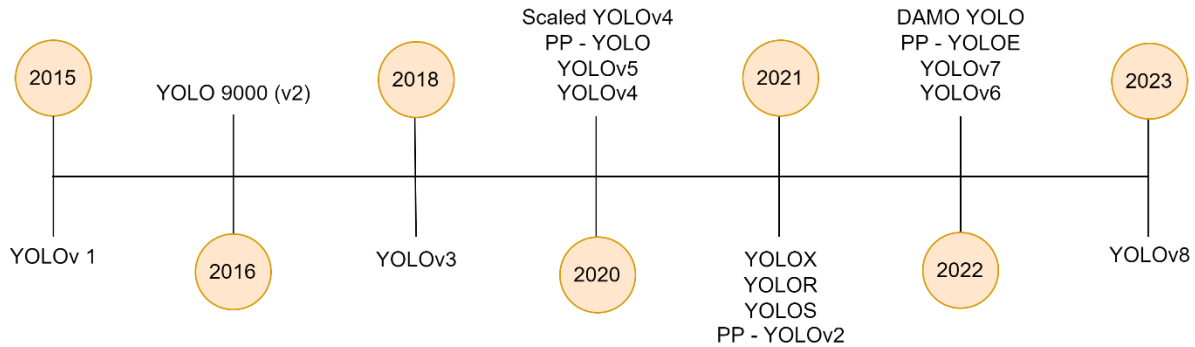 2015
YOLOv 1
YOLO 9000 (v2)
2016
2018
YOLOv3
Scaled YOLOv4
PP - YOLO
YOLOv5
YOLOv4
2020
2021
YOLOX
YOLOR
YOLOS
PP - YOLOv2
DAMO YOLO
PP - YOLOE
YOLOv7
YOLOv6
2022
2023
YOLOv8